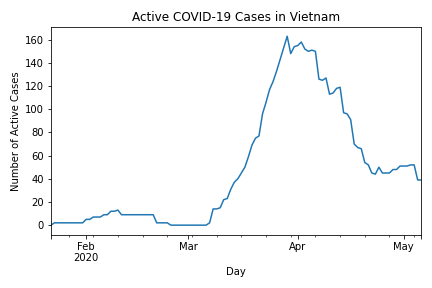 Active COVID-19 Cases in Vietnam
160
140
120
100
80
60
40
20
0
Number of Active Cases
Feb
2020
Mar
Apr
May
Day